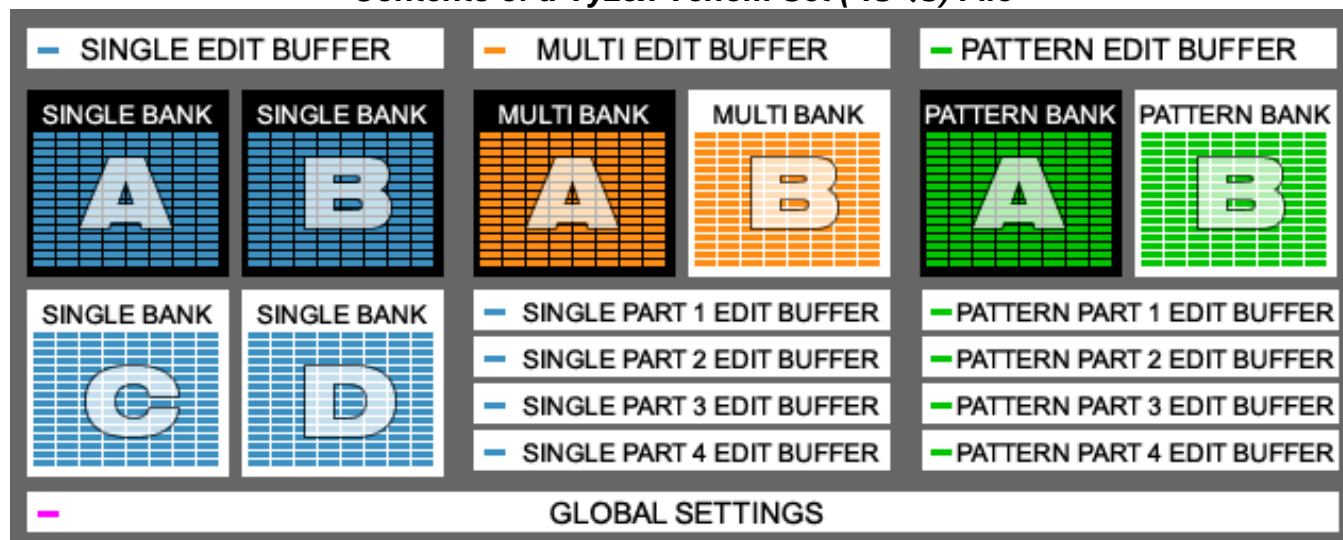 SINGLE EDIT BUFFER
MULTI EDIT BUFFER
PATTERN EDIT BUFFER
SINGLE BANK
A
SINGLE BANK
B
MULTI BANK
A
MULTI BANK
B
PATTERN BANK
A
PATTERN BANK
B
SINGLE BANK
C
SINGLE BANK
D
SINGLE PART 1 EDIT BUFFER
SINGLE PART 2 EDIT BUFFER
SINGLE PART 3 EDIT BUFFER
SINGLE PART 4 EDIT BUFFER
PATTERN PART 1 EDIT BUFFER
PATTERN PART 2 EDIT BUFFER
PATTERN PART 3 EDIT BUFFER
PATTERN PART 4 EDIT BUFFER
GLOBAL SETTINGS